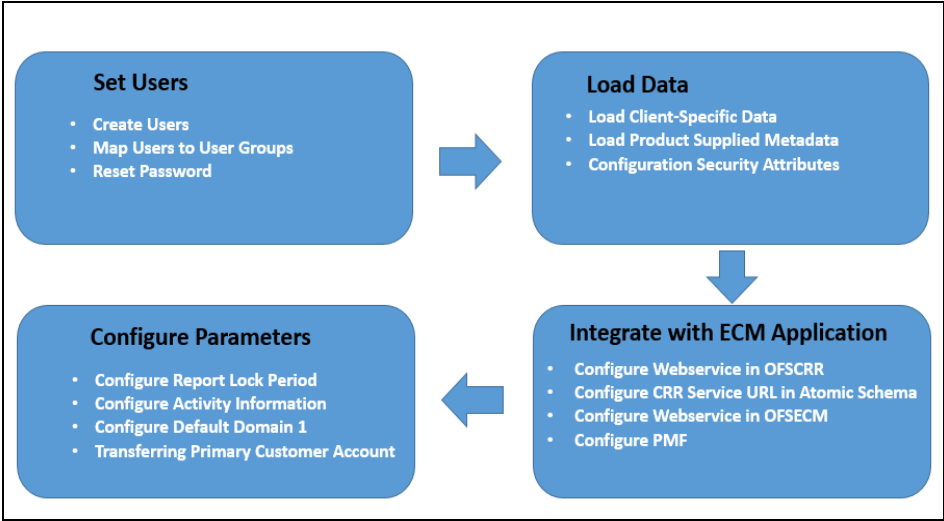 Set Users
• Create Users
• Map Users to User Groups
• Reset Password
Load Data
• Load Client-Specific Data
• Load Product Supplied Metadata
• Configuration Security Attributes
Integrate with ECM Application
• Configure Webservice in OFSCRR
• Configure CRR Service URL in Atomic Schema
• Configure Webservice in OFSECM
• Configure PMF
Configure Parameters
• Configure Report Lock Period
• Configure Activity Information
• Configure Default Domain 1
• Transferring Primary Customer Account